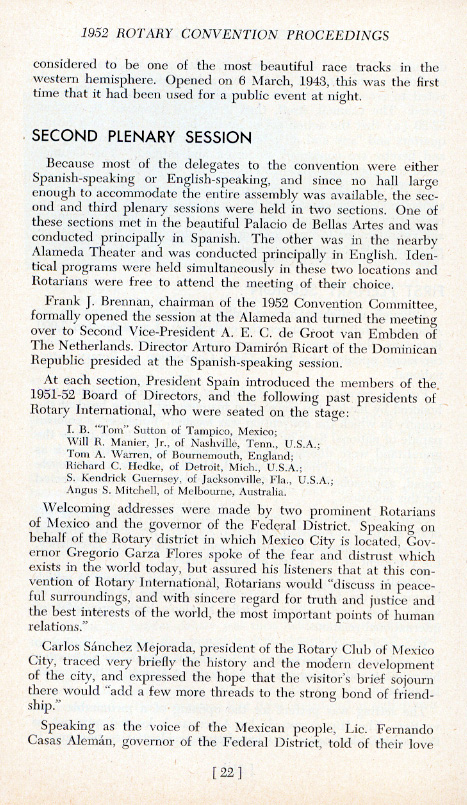 1952 ROTARY CONVENTION PROCEEDINGS
considered to be one of the most beautiful race tracks in the
western hemisphere. Opened on 6 March, 1943, this was the first
time that it had been used for a public event at night.
SECOND PLENARY SESSION
Because most of the delegates to the convention were either
Spanish-speaking or English-speaking, and since no hall large
enough to accommodate the entire assembly was available, the sec-
ond and third plenary sessions were held in two sections. One of
these sections met in the beautiful Palacio de Bellas Artes and was
conducted principally in Spanish. The other was in the nearby
Alameda Theater and was conducted principally in English. Iden-
tical programs were held simultaneously in these two locations and
Rotarians were free to attend the meeting of their choice.
Frank J. Brennan, chairman of the 1952 Convention Committee,
formally opened the session at the Alameda and turned the meeting
over to Second Vice-President A. E. C. de Groot van Embden of
The Netherlands. Director Arturo Damirón Ricart of the Dominican
Republic presided at the Spanish-speaking session.
At each section, President Spain introduced the members of the
1951-52 Board of Directors, and the following past presidents of
Rotary International, who were seated on the stage:
I. B. "Tom" Sutton of Tampico, Mexico;
Will R. Manier, Jr., of Nashville, Tenn., U.S.A.;
Tom A. Warren, of Bournemouth, England;
Richard C. Hedke, of Detroit, Mich., U.S.A.;
S. Kendrick Guernsey, of Jacksonville, Fla., U.S.A.;
Angus S. Mitchell, of Melbourne, Australia.
Welcoming addresses were made by two prominent Rotarians
of Mexico and the governor of the Federal District. Speaking on
behalf of the Rotary district in which Mexico City is located, Gov-
ernor Gregorio Garza Flores spoke of the fear and distrust which
exists in the world today, but assured his listeners that at this con-
vention of Rotary International, Rotarians would "discuss in peace-
ful surroundings, and with sincere regard for truth and justice and
the best interests of the world, the most important points of human
relations."
Carlos Sánchez Mejorada, president of the Rotary Club of Mexico
City, traced very briefly the history and the modern development
of the city, and expressed the hope that the visitor's brief sojourn
there would "add a few more threads to the strong bond of friend-
ship."
Speaking as the voice of the Mexican people, Lic. Fernando
Casas Alemán, governor of the Federal District, told of their love
[ 22 ]